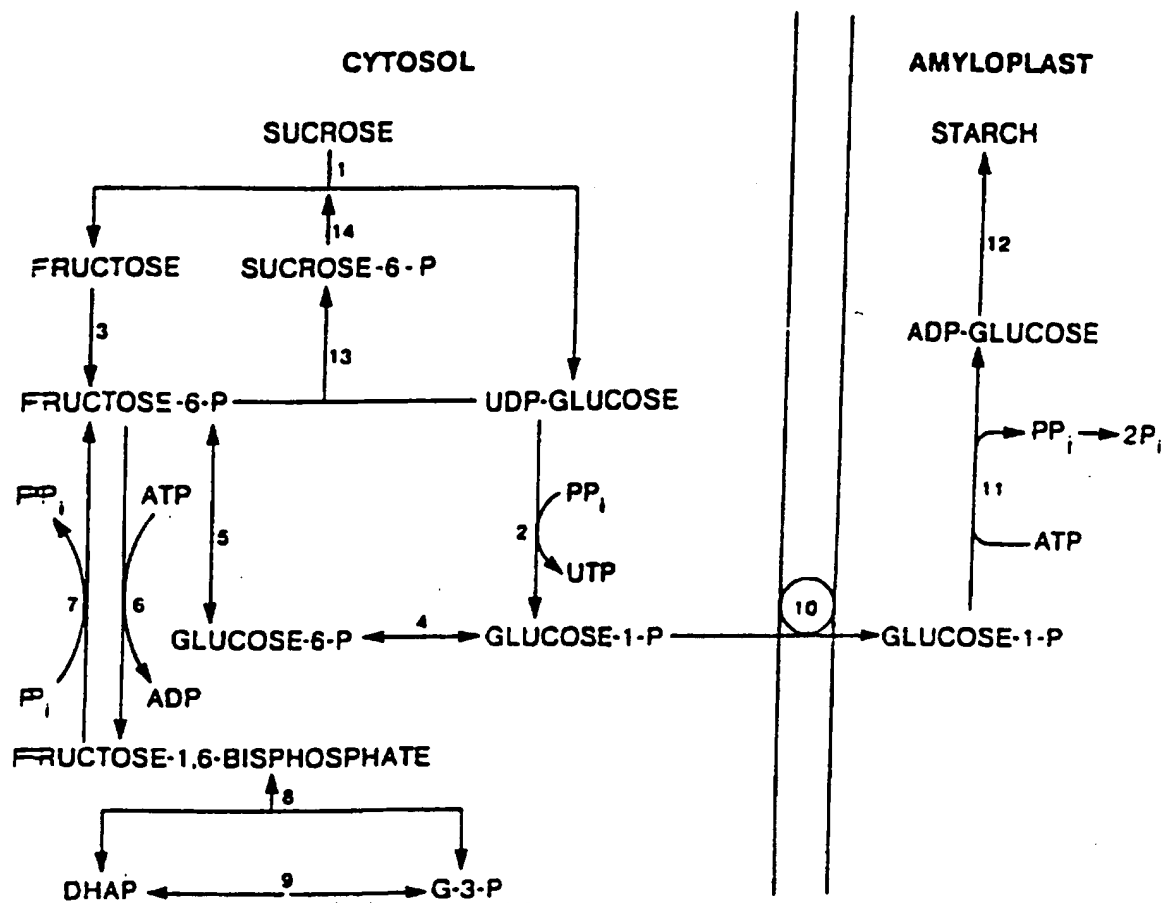 CYTOSOL
AMYLOPLAST
SUCROSE
STARCH
1
14
12
FRUCTOSE
SUCROSE-6-P
3
13
ADP-GLUCOSE
FRUCTOSE-6-P
UDP-GLUCOSE
PPi
2Pi
PPi
ATP
PPi
11
5
2
ATP
UTP
7
6
10
4
GLUCOSE-6-P
GLUCOSE-1-P
GLUCOSE-1-P
Pi
ADP
FRUCTOSE-1,6-BISPHOSPHATE
8
9
DHAP
G-3-P